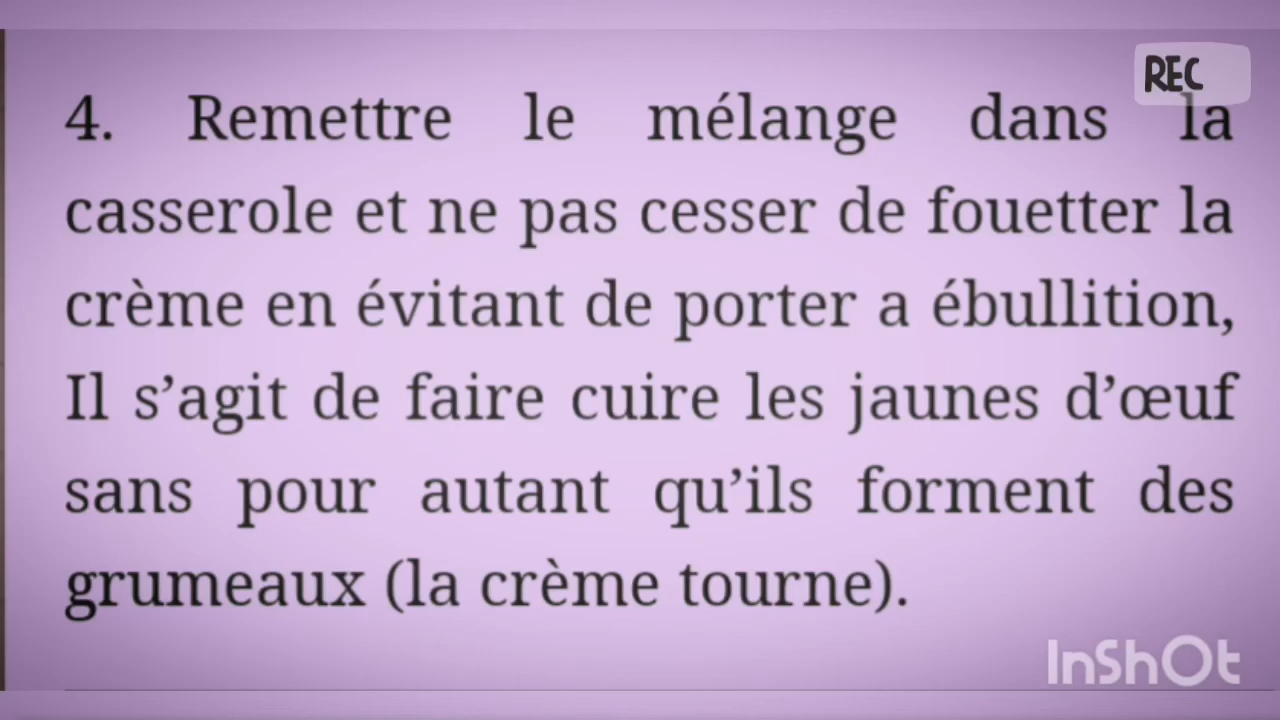 REC
4. Remettre le mélange dans la
casserole et ne pas cesser de fouetter la
crème en évitant de porter a ébullition,
Il s’agit de faire cuire les jaunes d’œuf
sans pour autant qu’ils forment des
grumeaux (la crème tourne).
InShOt